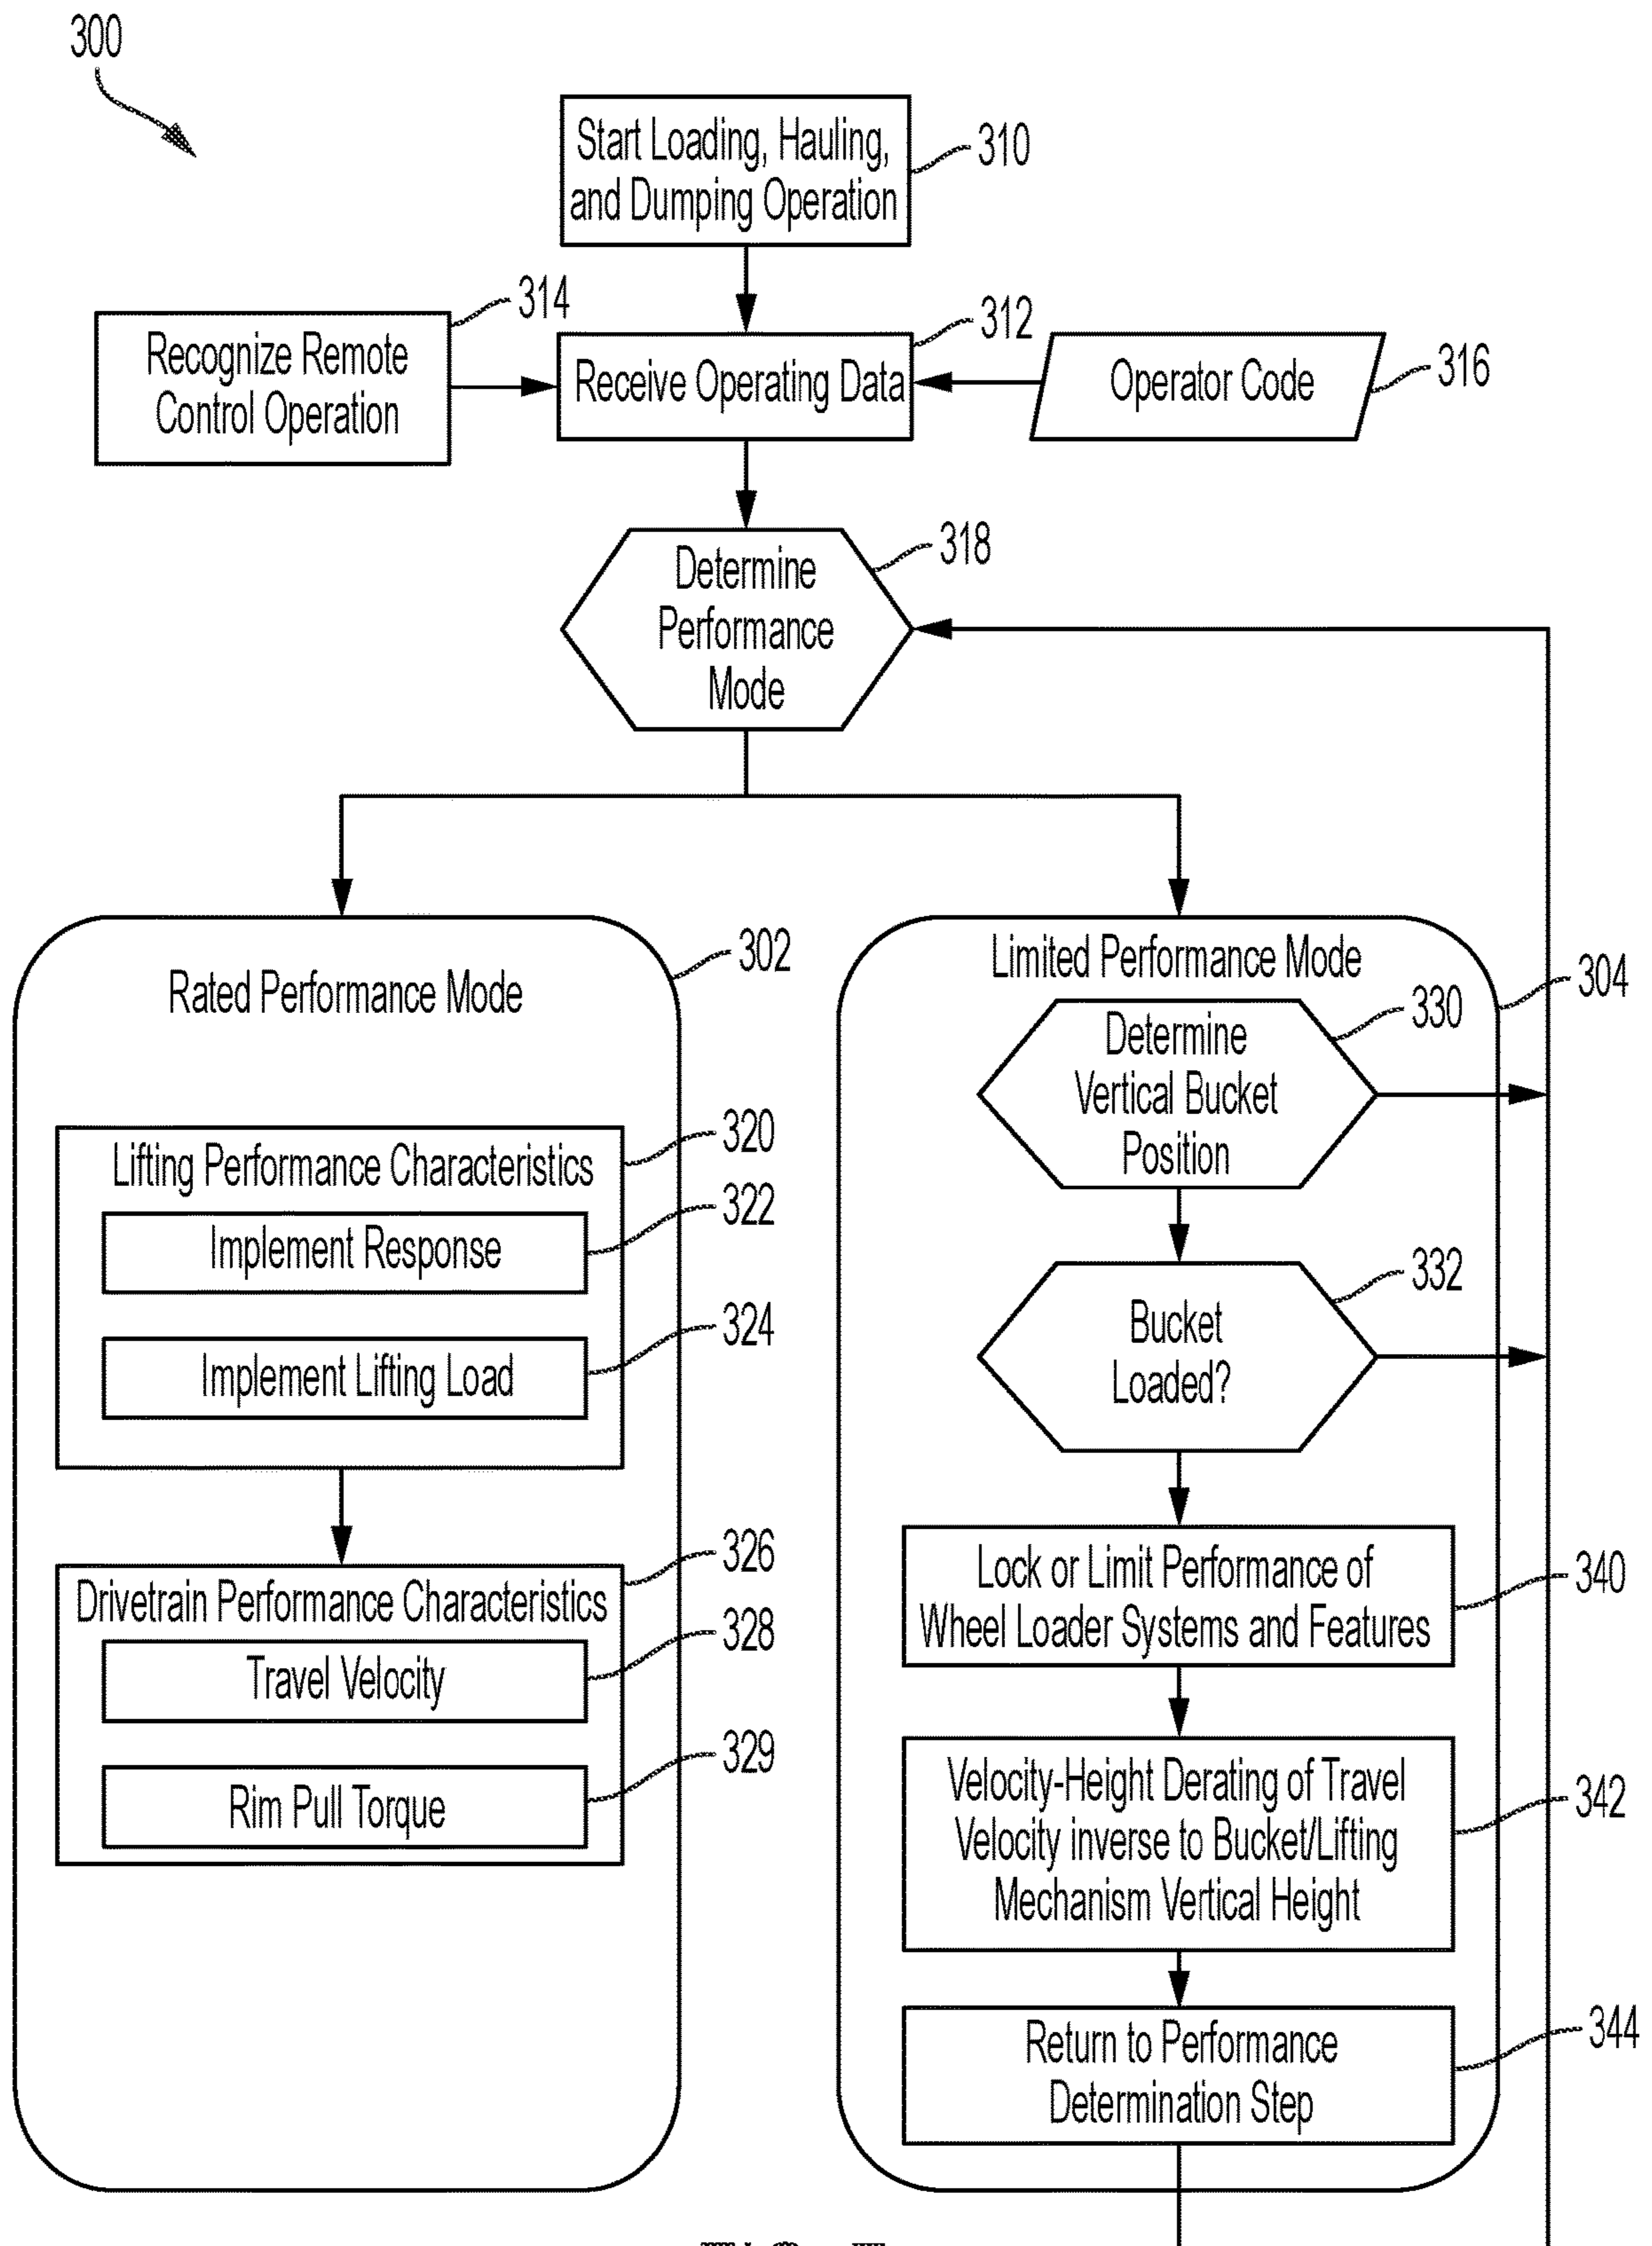 300
Start Loading, Hauling,
and Dumping Operation
310
314
Recognize Remote
Control Operation
312
Receive Operating Data
Operator Code
316
318
Determine
Performance
Mode
302
Rated Performance Mode
320
Lifting Performance Characteristics
322
Implement Response
324
Implement Lifting Load
326
Drivetrain Performance Characteristics
328
Travel Velocity
329
Rim Pull Torque
304
Limited Performance Mode
330
Determine
Vertical Bucket
Position
332
Bucket
Loaded?
Lock or Limit Performance of
Wheel Loader Systems and Features
340
Velocity-Height Derating of Travel
Velocity inverse to Bucket/Lifting
Mechanism Vertical Height
342
Return to Performance
Determination Step
344